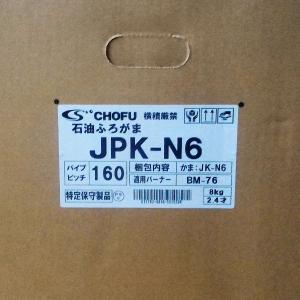 CHOFU 横積厳禁
石油ふろがま
JPK-N6
パイプピッチ 160 梱包内容 かま:JK-N6
適用バーナー BM-76
特定保守製品 8kg
2.4才